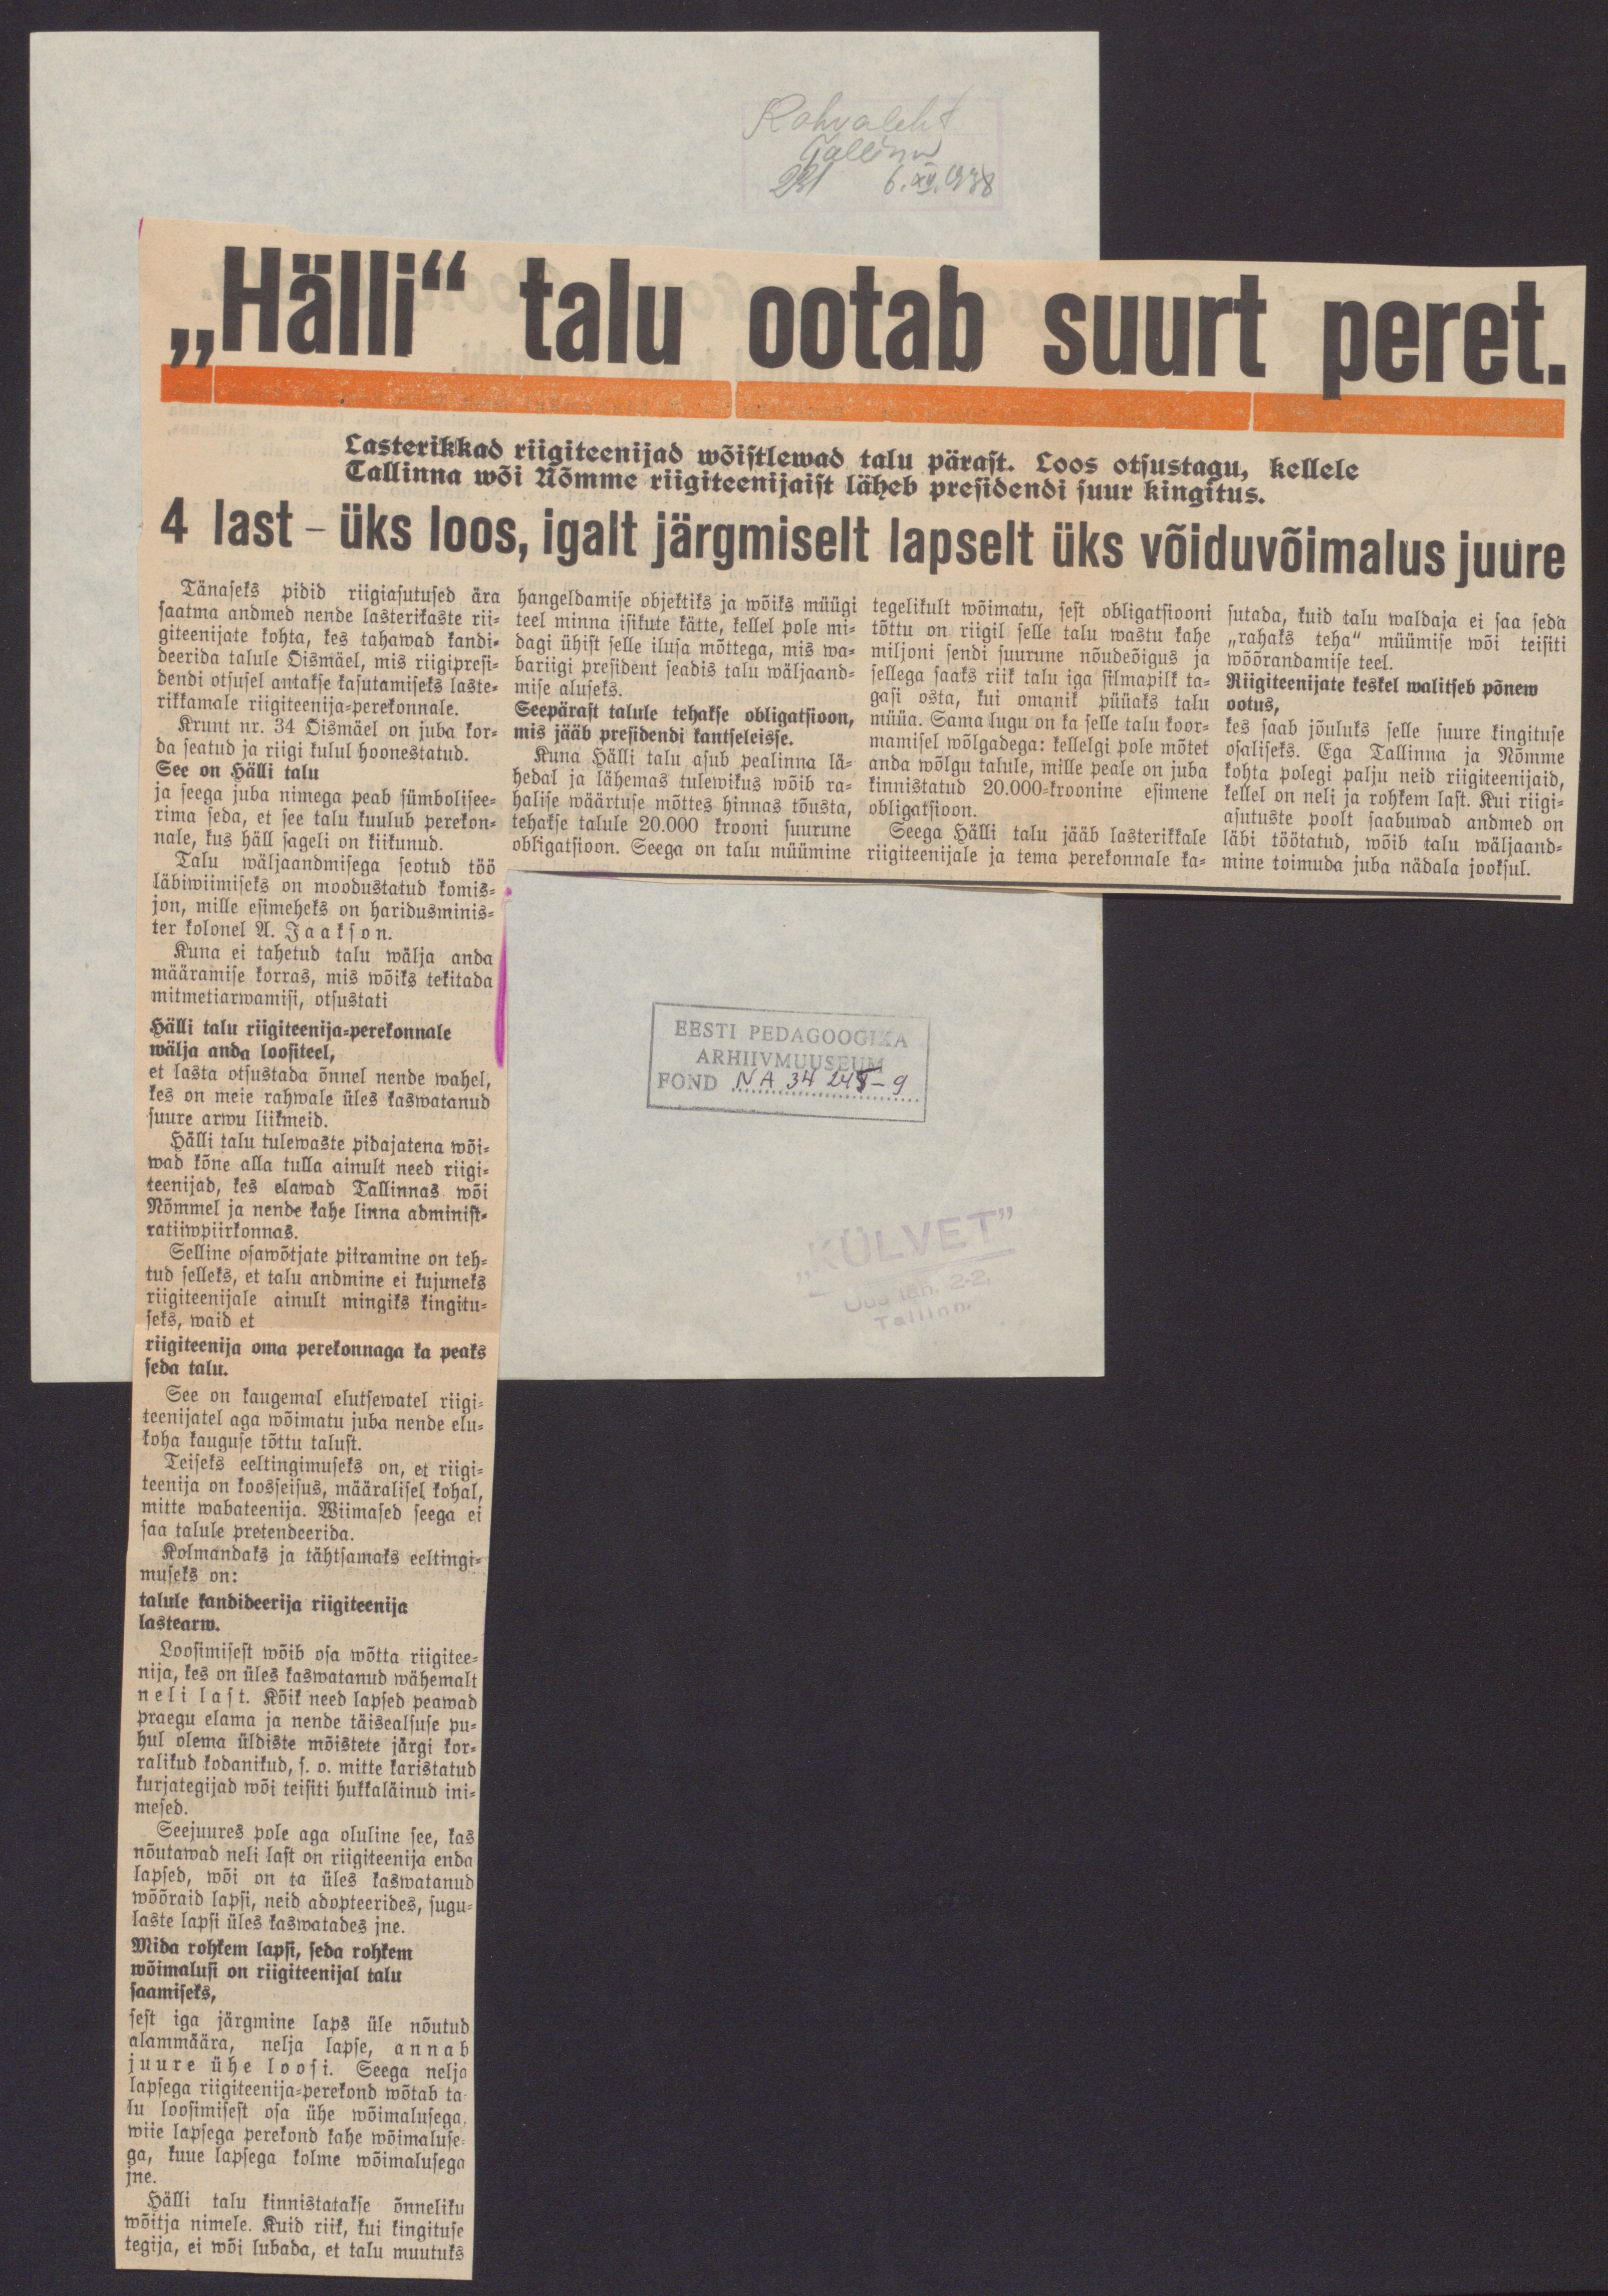 Rahvaleht
Tallinn
6.XII.1938
„Hälli“ talu ootab suurt peret.
Lasterikkad riigiteenijad wõistlewad talu pärast. Loos otsustagu, kellele
Tallinna wõi Nõmme riigiteenijaist läheb presidendi suur kingitus.
4 last – üks loos, igalt järgmiselt lapselt üks võiduvõimalus juure
Tänaseks pidid riigiasutused ära
saatma andmed nende lasterikaste rii-
giteenijate kohta, kes tahawad kandi-
deerida talule Õismäel, mis riigipresi-
dendi otsusel antakse kasutamiseks laste-
rikkamale riigiteenija-perekonnale.
Krunt nr. 34 Õismäel on juba kor-
da seatud ja riigi kulul hoonestatud.
See on Hälli talu
ja seega juba nimega peab sümbolisee-
rima seda, et see talu kuulub perekon-
nale, kus häll sageli on kiikunud.
Talu wäljaandmisega seotud töö
läbiwiimiseks on moodustatud komis-
jon, mille esimeheks on haridusminis-
ter kolonel A. Jaakson.
Kuna ei tahetud talu wälja anda
määramise korras, mis wõiks tekitada
mitmetiarwamisi, otsustati
Hälli talu riigiteenija-perekonnale
wälja anda loositeel,
et lasta otsustada õnnel nende wahel,
kes on meie rahwale üles kaswatanud
suure arwu liikmeid.
Hälli talu tulewaste pidajatena wõi-
wad kõne alla tulla ainult need riigi-
teenijad, kes elawad Tallinnas wõi
Nõmmel ja nende kahe linna administ-
ratiiwpiirkonnas.
Selline osawõtjate piiramine on teh-
tud selleks, et talu andmine ei kujuneks
riigiteenijale ainult mingiks kingitu-
seks, waid et
riigiteenija oma perekonnaga ka peaks
seda talu.
See on kaugemal elutsewatel riigi-
teenijatel aga wõimatu juba nende elu-
koha kauguse tõttu talust.
Teiseks eeltingimuseks on, et riigi-
teenija on koosseisus, määralisel kohal,
mitte wabateenija. Wiimased seega ei
saa talule pretendeerida.
Kolmandaks ja tähtsamaks eeltingi-
museks on:
talule kandideerija riigiteenija
lastearw.
Loosimisest wõib osa wõtta riigitee-
nija, kes on üles kaswatanud wähemalt
neli last. Kõik need lapsed peawad
praegu elama ja nende täisealsuse pu-
hul olema üldiste mõistete järgi kor-
ralikud kodanikud, s. o. mitte karistatud
kurjategijad wõi teisiti hukkaläinud ini-
mesed.
Seejuures pole aga oluline see, kas
nõutawad neli last on riigiteenija enda
lapsed, wõi on ta üles kaswatanud
wõõraid lapsi, neid adopteerides, sugu-
laste lapsi üles kaswatades jne.
Mida rohkem lapsi, seda rohkem
wõimalusi on riigiteenijal talu
saamiseks,
sest iga järgmine laps üle nõutud
alammäära, nelja lapse, annab
juure ühe loosi. Seega nelja
lapsega riigiteenija-perekond wõtab ta-
lu loosimisest osa ühe wõimalusega,
wiie lapsega perekond kahe wõimaluse-
ga, kuue lapsega kolme wõimalusega
jne.
Hälli talu kinnistatakse õnneliku
wõitja nimele. Kuid riik, kui kingituse
tegija, ei wõi lubada, et talu muutuks
hangeldamise objektiks ja wõiks müügi
teel minna isikute kätte, kellel pole mi-
dagi ühist selle ilusa mõttega, mis wa-
bariigi president seadis talu wäljaand-
mise aluseks.
Seepärast talule tehakse obligatsioon,
mis jääb presidendi kantseleisse.
Kuna Hälli talu asub pealinna lä-
hedal ja lähemas tulewikus wõib ra-
halise wäärtuse mõttes hinnas tõusta,
tehakse talule 20.000 krooni suurune
obligatsioon. Seega on talu müümine
tegelikult wõimatu, sest obligatsiooni
tõttu on riigil selle talu wastu kahe
miljoni sendi suurune nõudeõigus ja
sellega saaks riik talu iga silmapilk ta-
gasi osta, kui omanik püüaks talu
müüa. Sama lugu on ka selle talu koor-
mamisel wõlgadega: kellelgi pole mõtet
anda wõlgu talule, mille peale on juba
kinnistatud 20.000-kroonine esimene
obligatsioon.
Seega Hälli talu jääb lasterikkale
riigiteenijale ja tema perekonnale ka-
sutada, kuid talu waldaja ei saa seda
„rahaks teha“ müümise wõi teisiti
wõõrandamise teel.
Riigiteenijate keskel walitseb põnew
ootus,
kes saab jõuluks selle suure kingituse
osaliseks. Ega Tallinna ja Nõmme
kohta polegi palju neid riigiteenijaid,
kellel on neli ja rohkem last. Kui riigi-
asutuste poolt saabuwad andmed on
läbi töötatud, wõib talu wäljaand-
mine toimuda juba nädala jooksul.
EESTI PEDAGOOGIKA
ARHIIVMUUSEUM
FOND NA 34 248-9
„KÜLVET”
Uus tän. 2-2,
Tallinn.